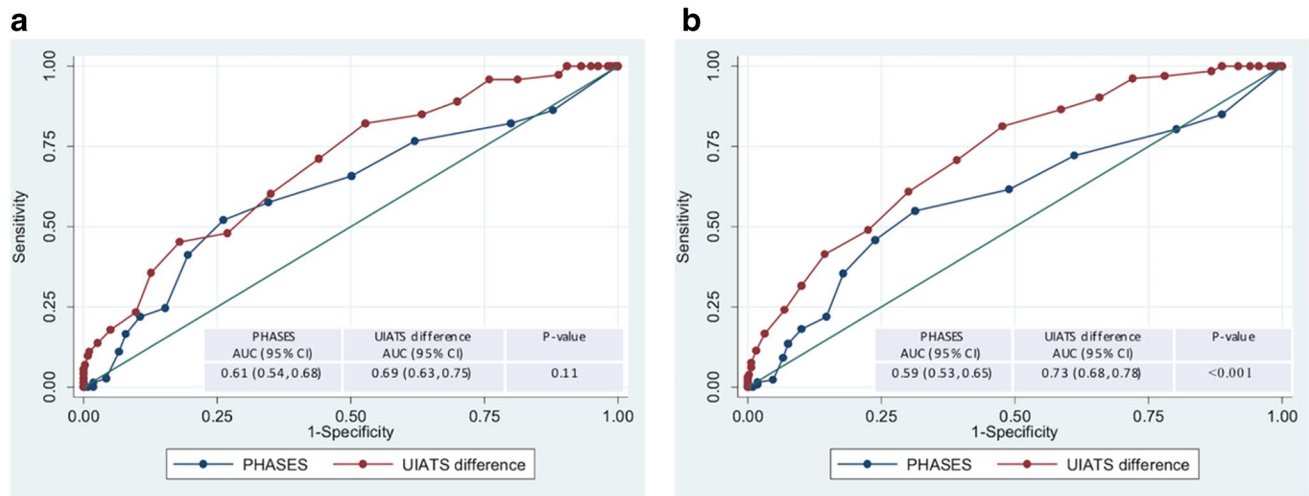 a
1.00
0.75
0.50
0.25
0.00
Sensitivity
PHASES UIATS difference P-value
AUC (95% CI) AUC (95% CI)
0.61 (0.54, 0.68) 0.69 (0.63, 0.75) 0.11
0.00 0.25 0.50 0.75 1.00
1-Specificity
PHASES UIATS difference
b
1.00
0.75
0.50
0.25
0.00
Sensitivity
PHASES UIATS difference P-value
AUC (95% CI) AUC (95% CI)
0.59 (0.53, 0.65) 0.73 (0.68, 0.78) <0.001
0.00 0.25 0.50 0.75 1.00
1-Specificity
PHASES UIATS difference